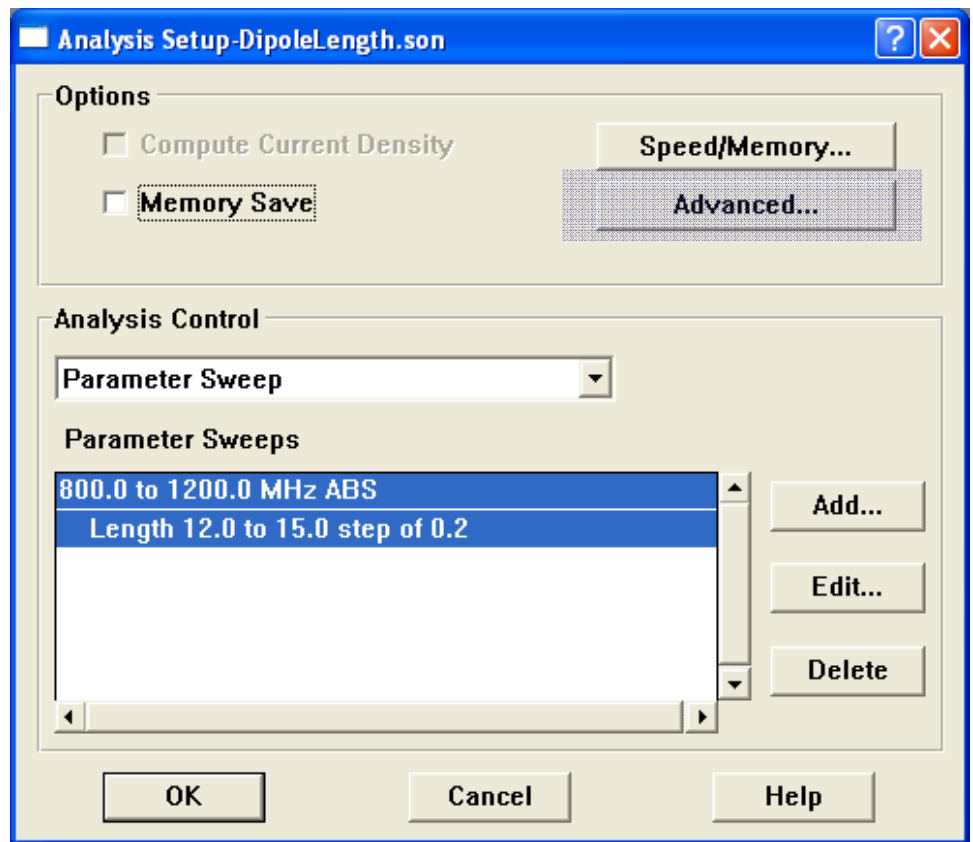 Analysis Setup-DipoleLength.son
Options
Compute Current Density
Speed/Memory...
Memory Save
Advanced...
Analysis Control
Parameter Sweep
Parameter Sweeps
800.0 to 1200.0 MHz ABS
Length 12.0 to 15.0 step of 0.2
Add...
Edit...
Delete
OK
Cancel
Help